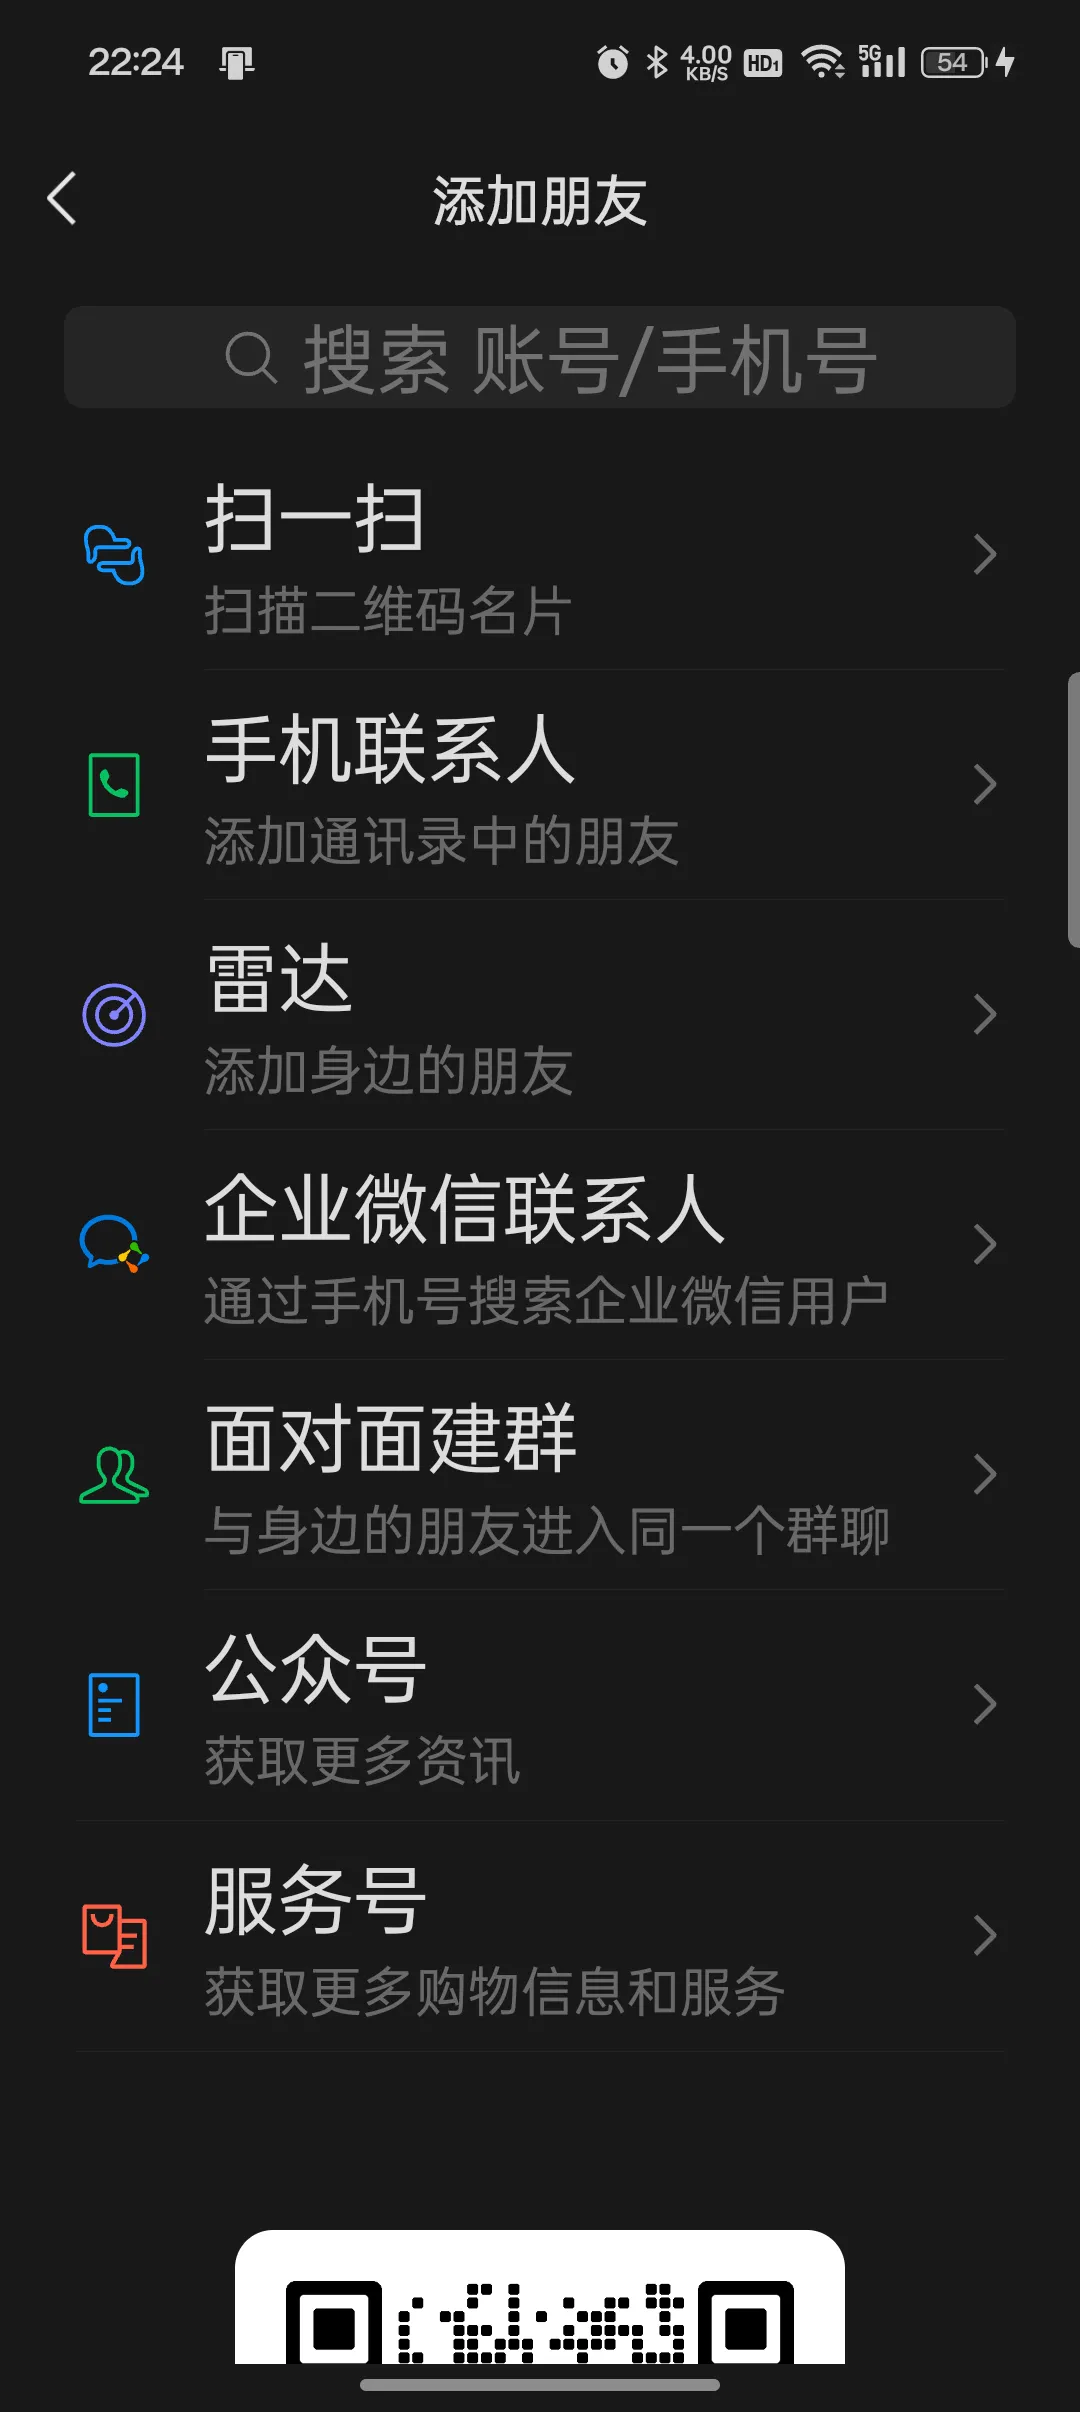 22:24
4.00
KB/S
HD1
5G
54
添加朋友
搜索 账号/手机号
扫一扫
扫描二维码名片
手机联系人
添加通讯录中的朋友
雷达
添加身边的朋友
企业微信联系人
通过手机号搜索企业微信用户
面对面建群
与身边的朋友进入同一个群聊
公众号
获取更多资讯
服务号
获取更多购物信息和服务